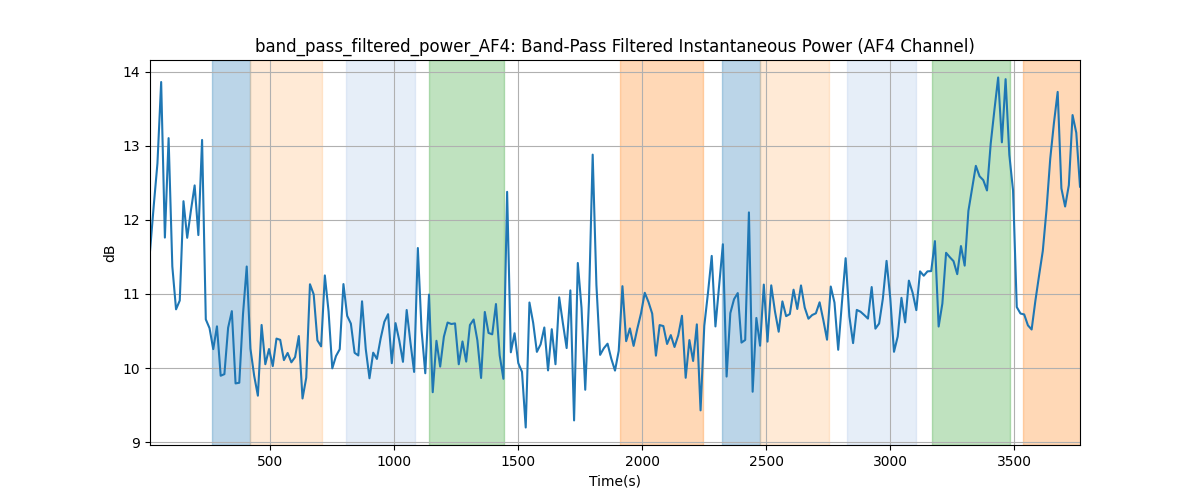 band_pass_filtered_power_AF4: Band-Pass Filtered Instantaneous Power (AF4 Channel)
14
13
12
11
10
9
dB
500 1000 1500 2000 2500 3000 3500
Time(s)